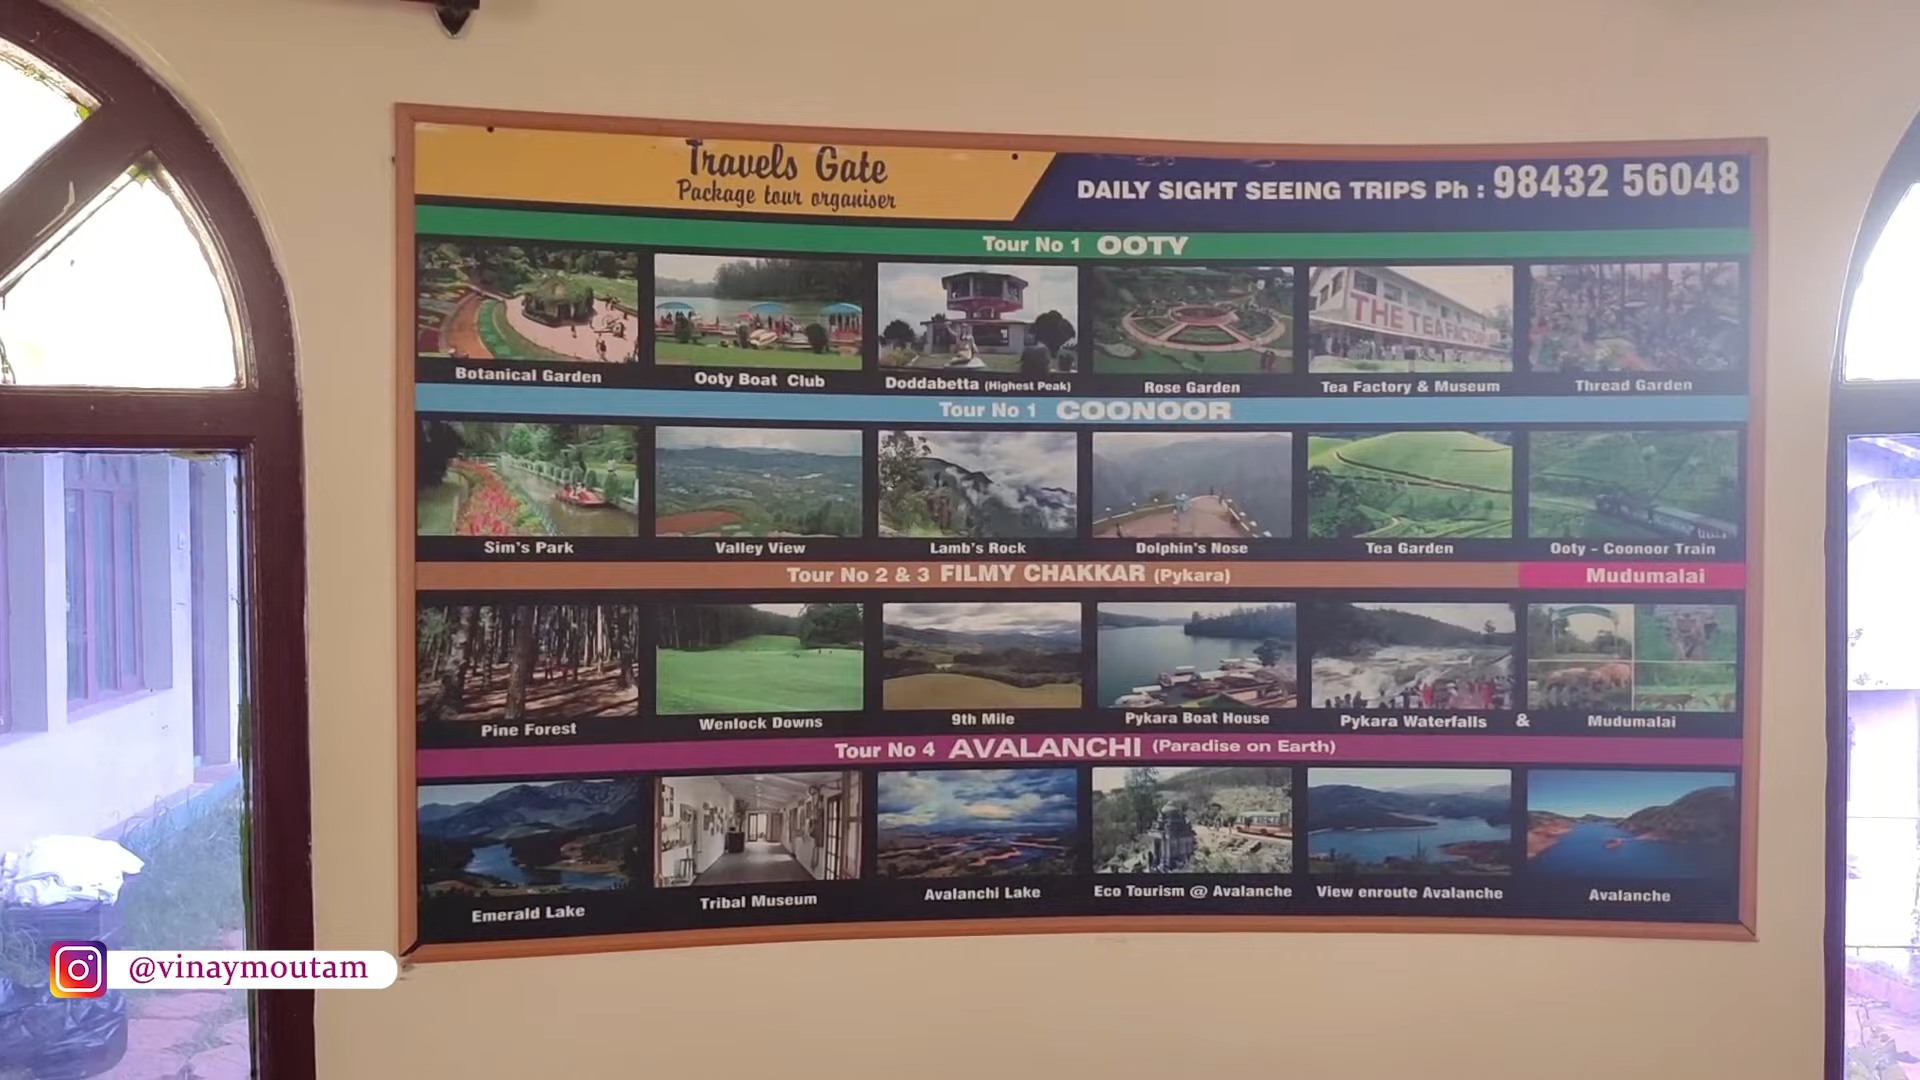 Travels Gate
Package tour organiser
DAILY SIGHT SEEING TRIPS Ph : 98432 56048
Tour No 1 OOTY
THE TEA FACTORY
Botanical Garden
Ooty Boat Club
Doddabetta (Highest Peak)
Rose Garden
Tea Factory & Museum
Thread Garden
Tour No 1 COONOOR
Sim's Park
Valley View
Lamb's Rock
Dolphin's Nose
Tea Garden
Ooty - Coonoor Train
Tour No 2 & 3 FILMY CHAKKAR (Pykara)
Mudumalai
Pine Forest
Wenlock Downs
9th Mile
Pykara Boat House
Pykara Waterfalls &
Mudumalai
Tour No 4 AVALANCHI (Paradise on Earth)
Emerald Lake
Tribal Museum
Avalanchi Lake
Eco Tourism @ Avalanche
View enroute Avalanche
Avalanche
@vinaymoutam